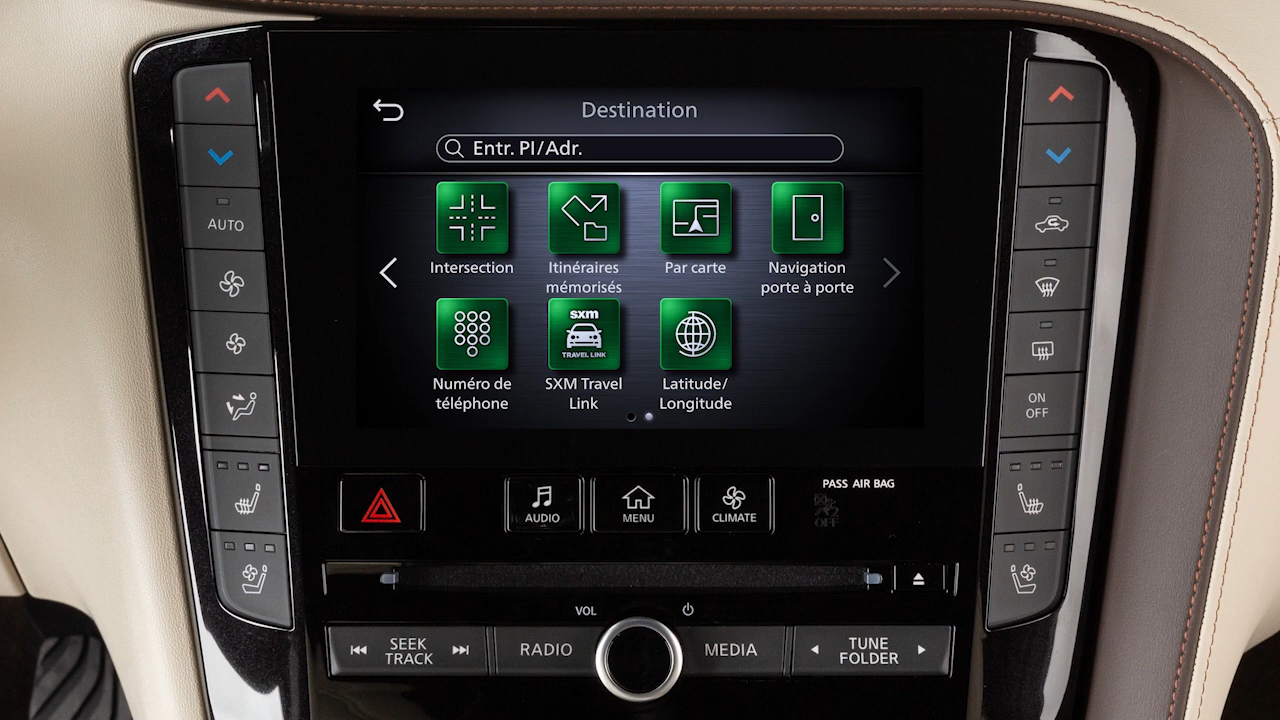 Destination
Entr. PI/Adr.
AUTO
Intersection
Itinéraires
mémorisés
Par carte
Navigation
porte à porte
sxm
TRAVEL LINK
Numéro de
téléphone
SXM Travel
Link
Latitude/
Longitude
ON
OFF
AUDIO
MENU
CLIMATE
PASS AIR BAG
OFF
VOL
SEEK
TRACK
RADIO
MEDIA
TUNE
FOLDER